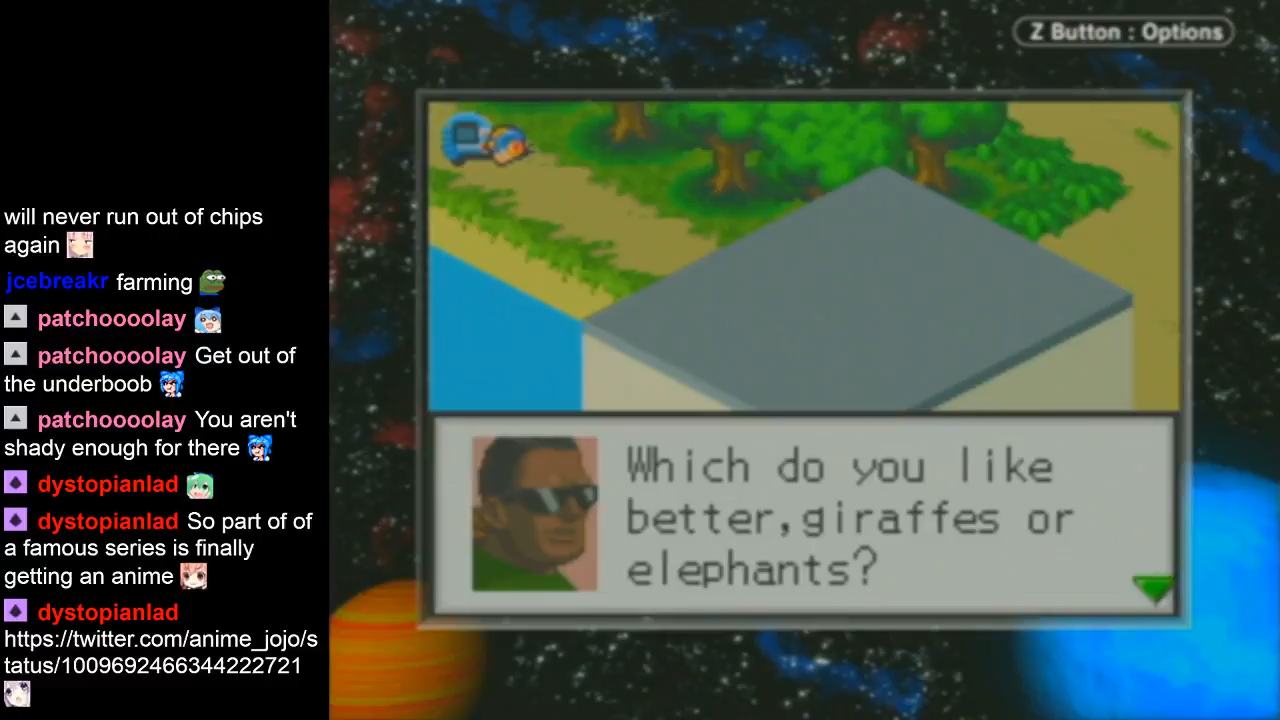 will never run out of chips
again
jcebreakr farming
patchoooolay
patchoooolay Get out of
the underboob
patchoooolay You aren't
shady enough for there
dystopianlad
dystopianlad So part of of
a famous series is finally
getting an anime
dystopianlad
https://twitter.com/anime_jojo/s
tatus/1009692466344222721
Z Button : Options
Which do you like
better,giraffes or
elephants?